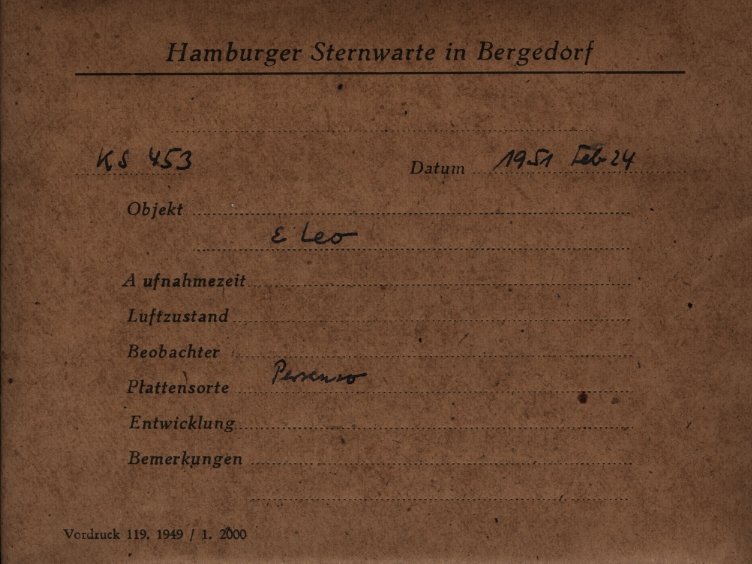 Hamburger Sternwarte in Bergedorf
KS 453 Datum 1951 Feb 24
Objekt
ε Leo
Aufnahmezeit
Luftzustand
Beobachter
Plattensorte
Entwicklung
Bemerkungen
Vordruck 119. 1949 / 1. 2000